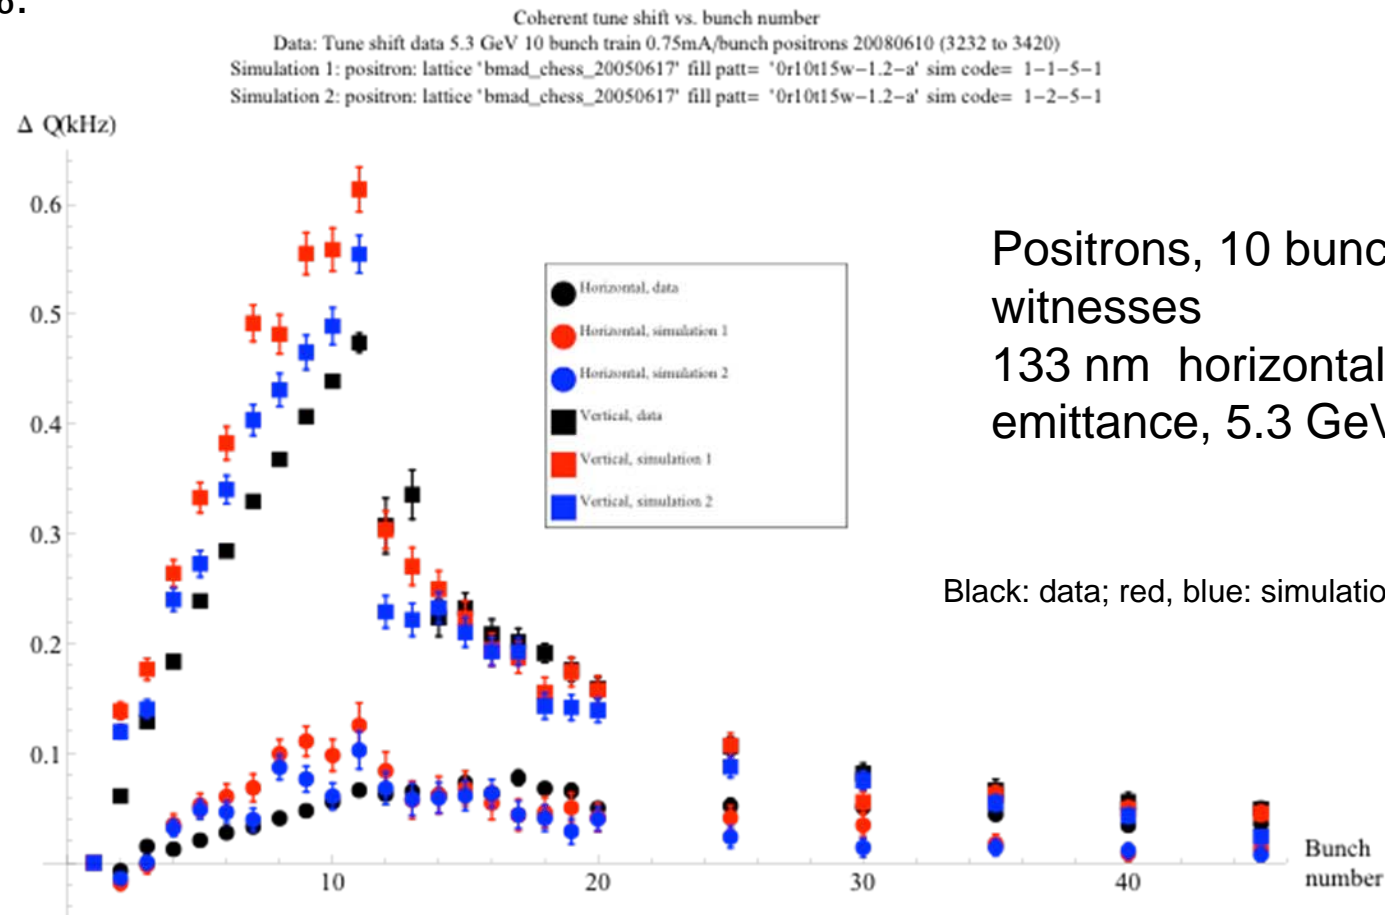 Coherent tune shift vs. bunch number
Data: Tune shift data 5.3 GeV 10 bunch train 0.75mA/bunch positrons 20080610 (3232 to 3420)
Simulation 1: positron: lattice 'bmad_chess_20050617' fill patt= '0r10t15w-1.2-a' sim code= 1-1-5-1
Simulation 2: positron: lattice 'bmad_chess_20050617' fill patt= '0r10t15w-1.2-a' sim code= 1-2-5-1
Δ Q(kHz)
0.6
0.5
0.4
0.3
0.2
0.1
Horizontal, data
Horizontal, simulation 1
Horizontal, simulation 2
Vertical, data
Vertical, simulation 1
Vertical, simulation 2
Positrons, 10 bunc
witnesses
133 nm horizontal
emittance, 5.3 Ge
Black: data; red, blue: simulatio
10
20
30
40
Bunch
number